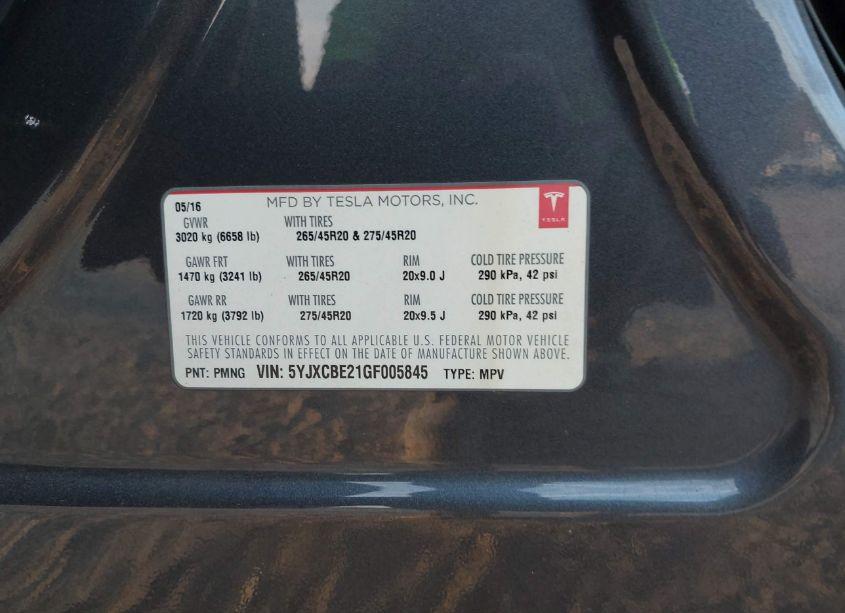 05/16 MFD BY TESLA MOTORS, INC.
TESLA
GVWR WITH TIRES
3020 kg (6658 lb) 265/45R20 & 275/45R20
GAWR FRT WITH TIRES RIM COLD TIRE PRESSURE
1470 kg (3241 lb) 265/45R20 20x9.0 J 290 kPa, 42 psi
GAWR RR WITH TIRES RIM COLD TIRE PRESSURE
1720 kg (3792 lb) 275/45R20 20x9.5 J 290 kPa, 42 psi
THIS VEHICLE CONFORMS TO ALL APPLICABLE U.S. FEDERAL MOTOR VEHICLE
SAFETY STANDARDS IN EFFECT ON THE DATE OF MANUFACTURE SHOWN ABOVE.
PNT: PMNG VIN: 5YJXCBE21GF005845 TYPE: MPV